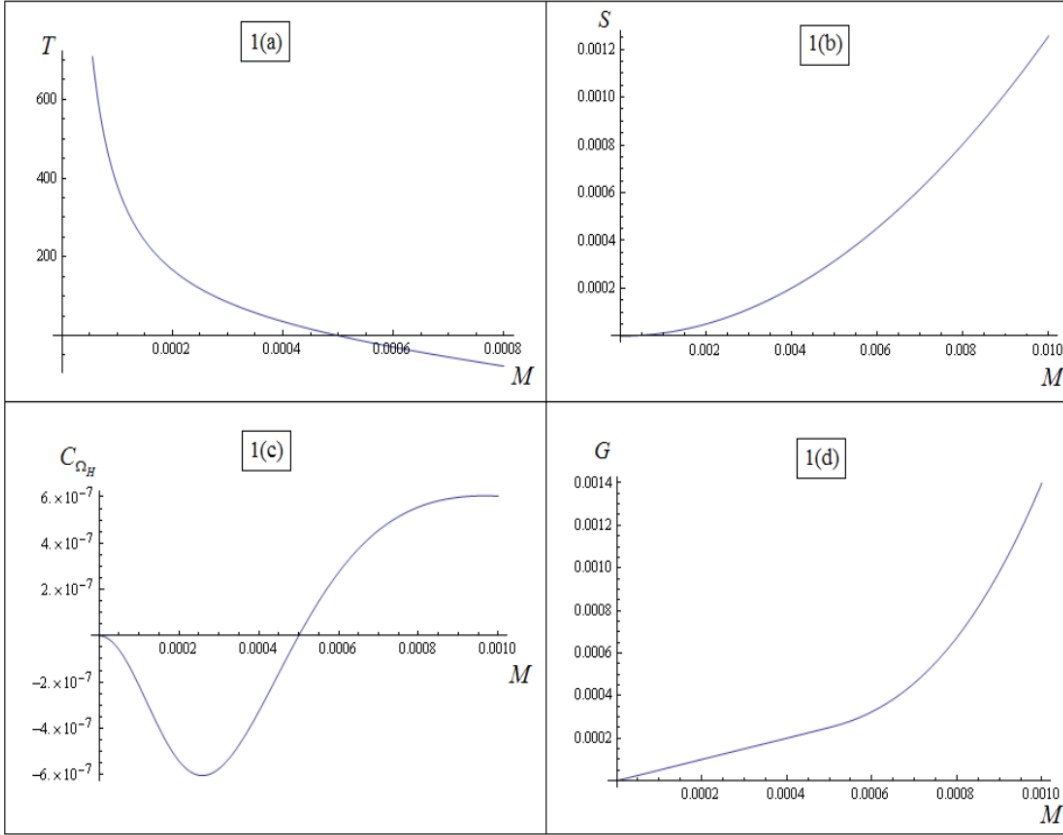 1(a)
T
600
400
200
0.0002 0.0004 0.0006 0.0008
M
1(b)
S
0.0012
0.0010
0.0008
0.0006
0.0004
0.0002
0.002 0.004 0.006 0.008 0.010
M
1(c)
C_{Ω_H}
6.×10⁻⁷
4.×10⁻⁷
2.×10⁻⁷
0.0002 0.0004 0.0006 0.0008 0.0010
M
−2.×10⁻⁷
−4.×10⁻⁷
−6.×10⁻⁷
1(d)
G
0.0014
0.0012
0.0010
0.0008
0.0006
0.0004
0.0002
0.0002 0.0004 0.0006 0.0008 0.0010
M